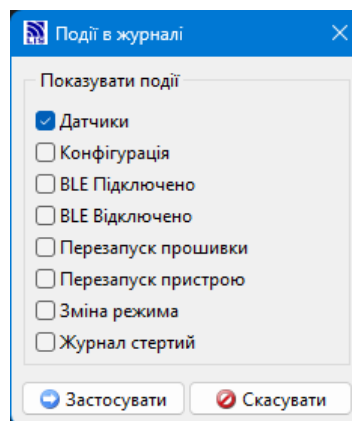 Події в журналі
Показувати події
Датчики
Конфігурація
BLE Підключено
BLE Відключено
Перезапуск прошивки
Перезапуск пристрою
Зміна режима
Журнал стертий
Застосувати Скасувати